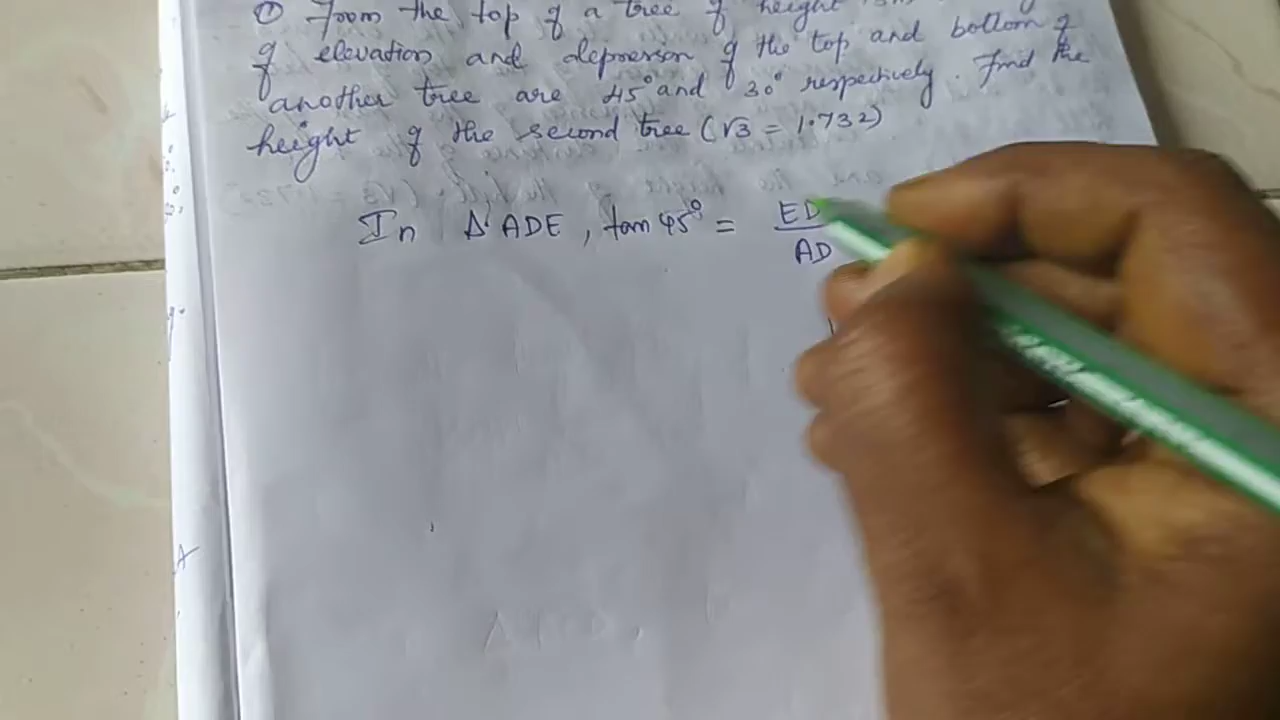 ① From the top of a tree of height 13m
of elevation and depression of the top and bottom of
another tree are 45° and 30° respectively. Find the
height of the second tree (√3 = 1.732)
In Δ ADE, tan 45° = ED/AD